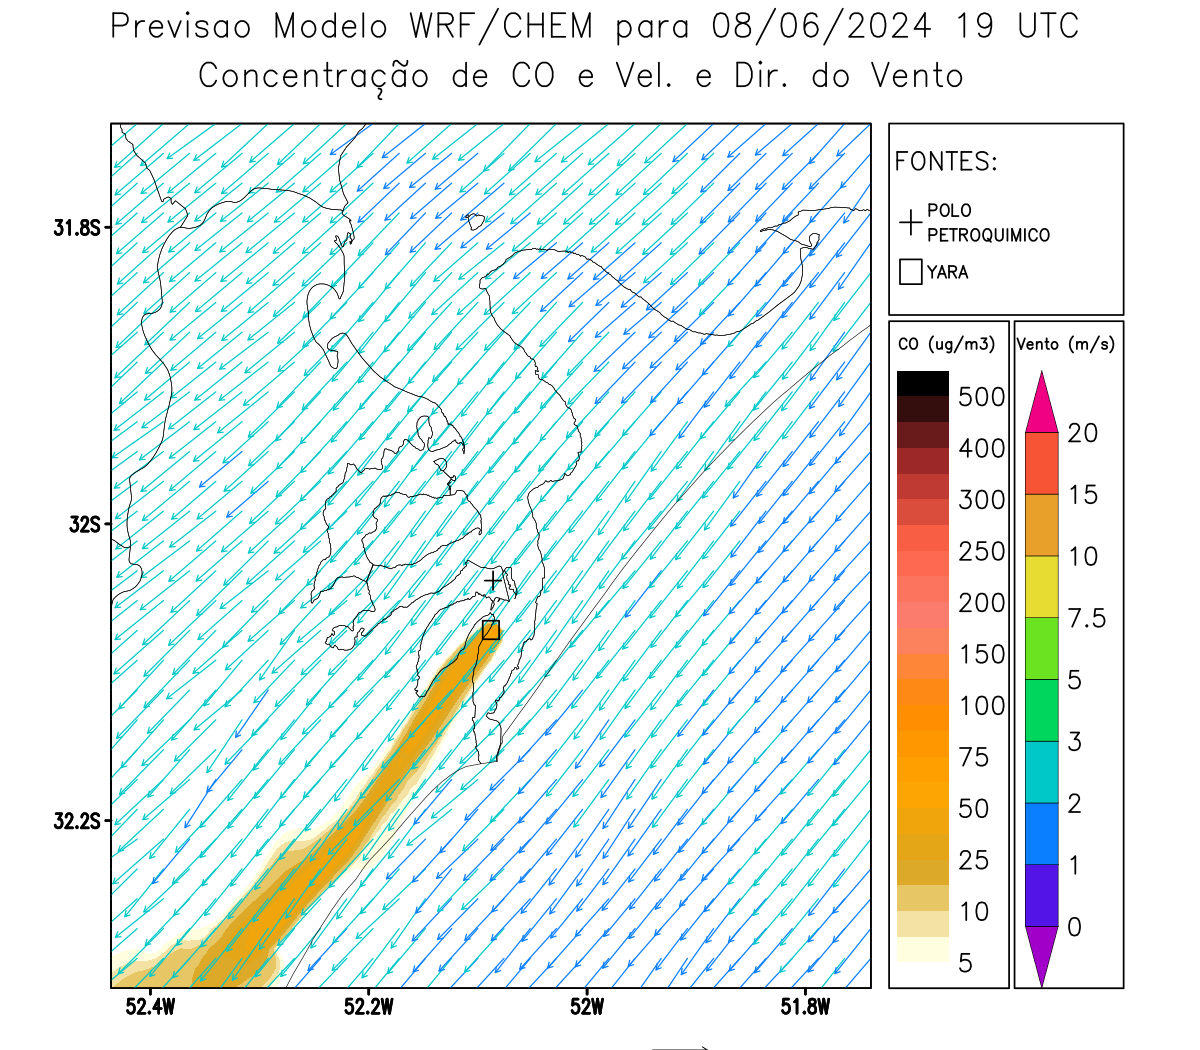 Previsao Modelo WRF/CHEM para 08/06/2024 19 UTC
Concentração de CO e Vel. e Dir. do Vento
FONTES:
POLO
PETROQUIMICO
YARA
31.8S
32S
32.2S
52.4W
52.2W
52W
51.8W
CO (ug/m3)
500
400
300
250
200
150
100
75
50
25
10
5
Vento (m/s)
20
15
10
7.5
5
3
2
1
0